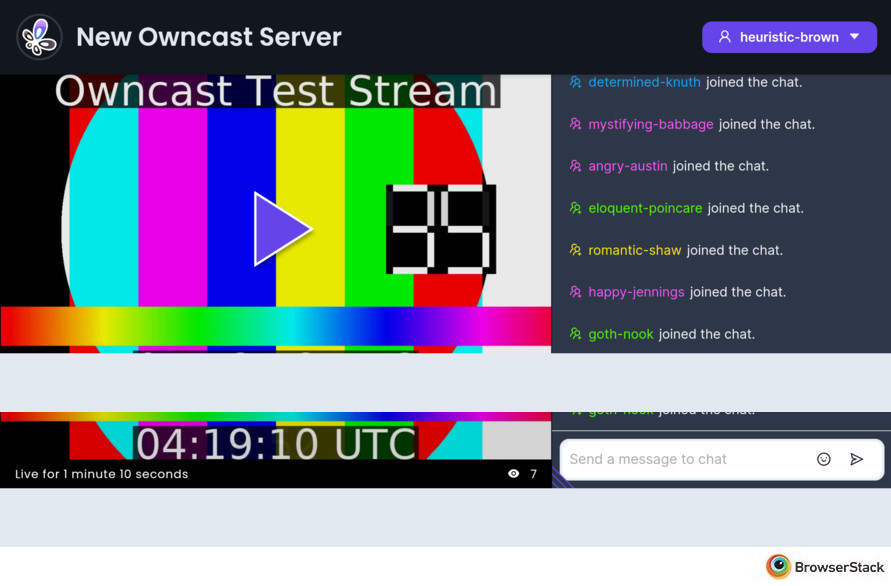 New Owncast Server
heuristic-brown
Owncast Test Stream
determined-knuth joined the chat.
mystifying-babbage joined the chat.
angry-austin joined the chat.
eloquent-poincare joined the chat.
romantic-shaw joined the chat.
happy-jennings joined the chat.
goth-nook joined the chat.
39
goth-nook joined the chat.
04:19:10 UTC
Live for 1 minute 10 seconds
7
Send a message to chat
BrowserStack